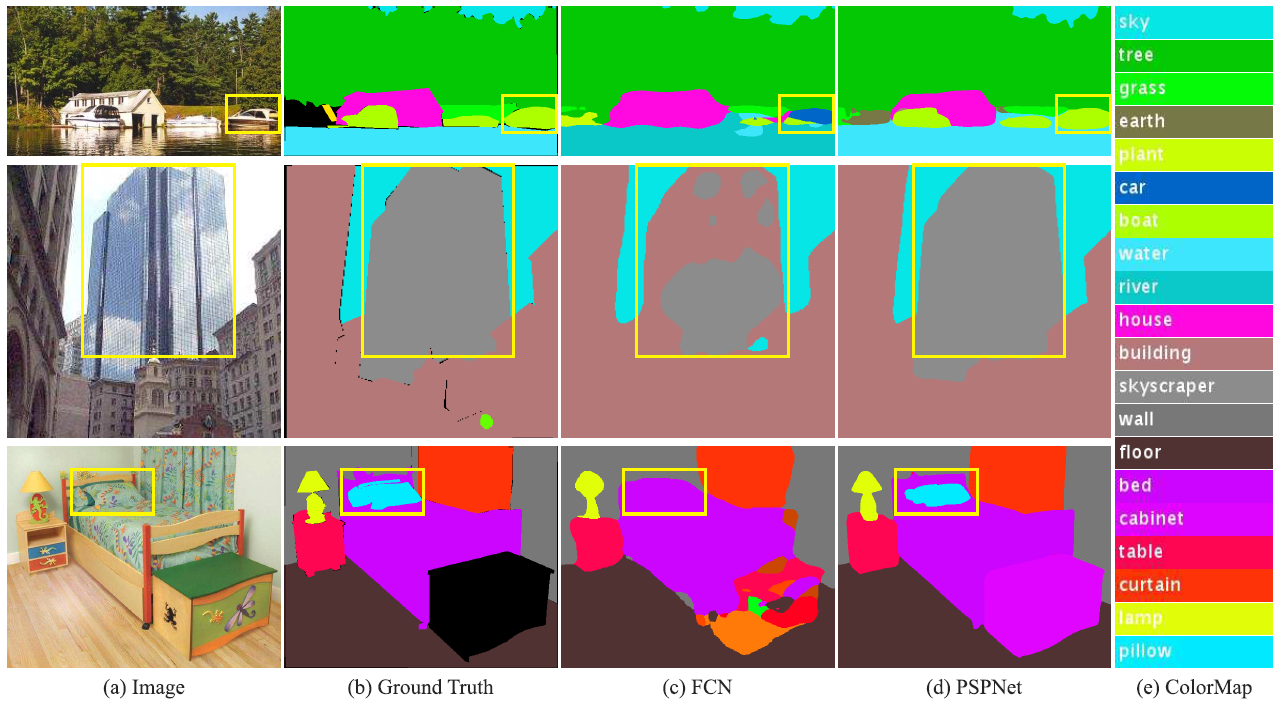 sky
tree
grass
earth
plant
car
boat
water
river
house
building
skyscraper
wall
floor
bed
cabinet
table
curtain
lamp
pillow
(a) Image
(b) Ground Truth
(c) FCN
(d) PSPNet
(e) ColorMap